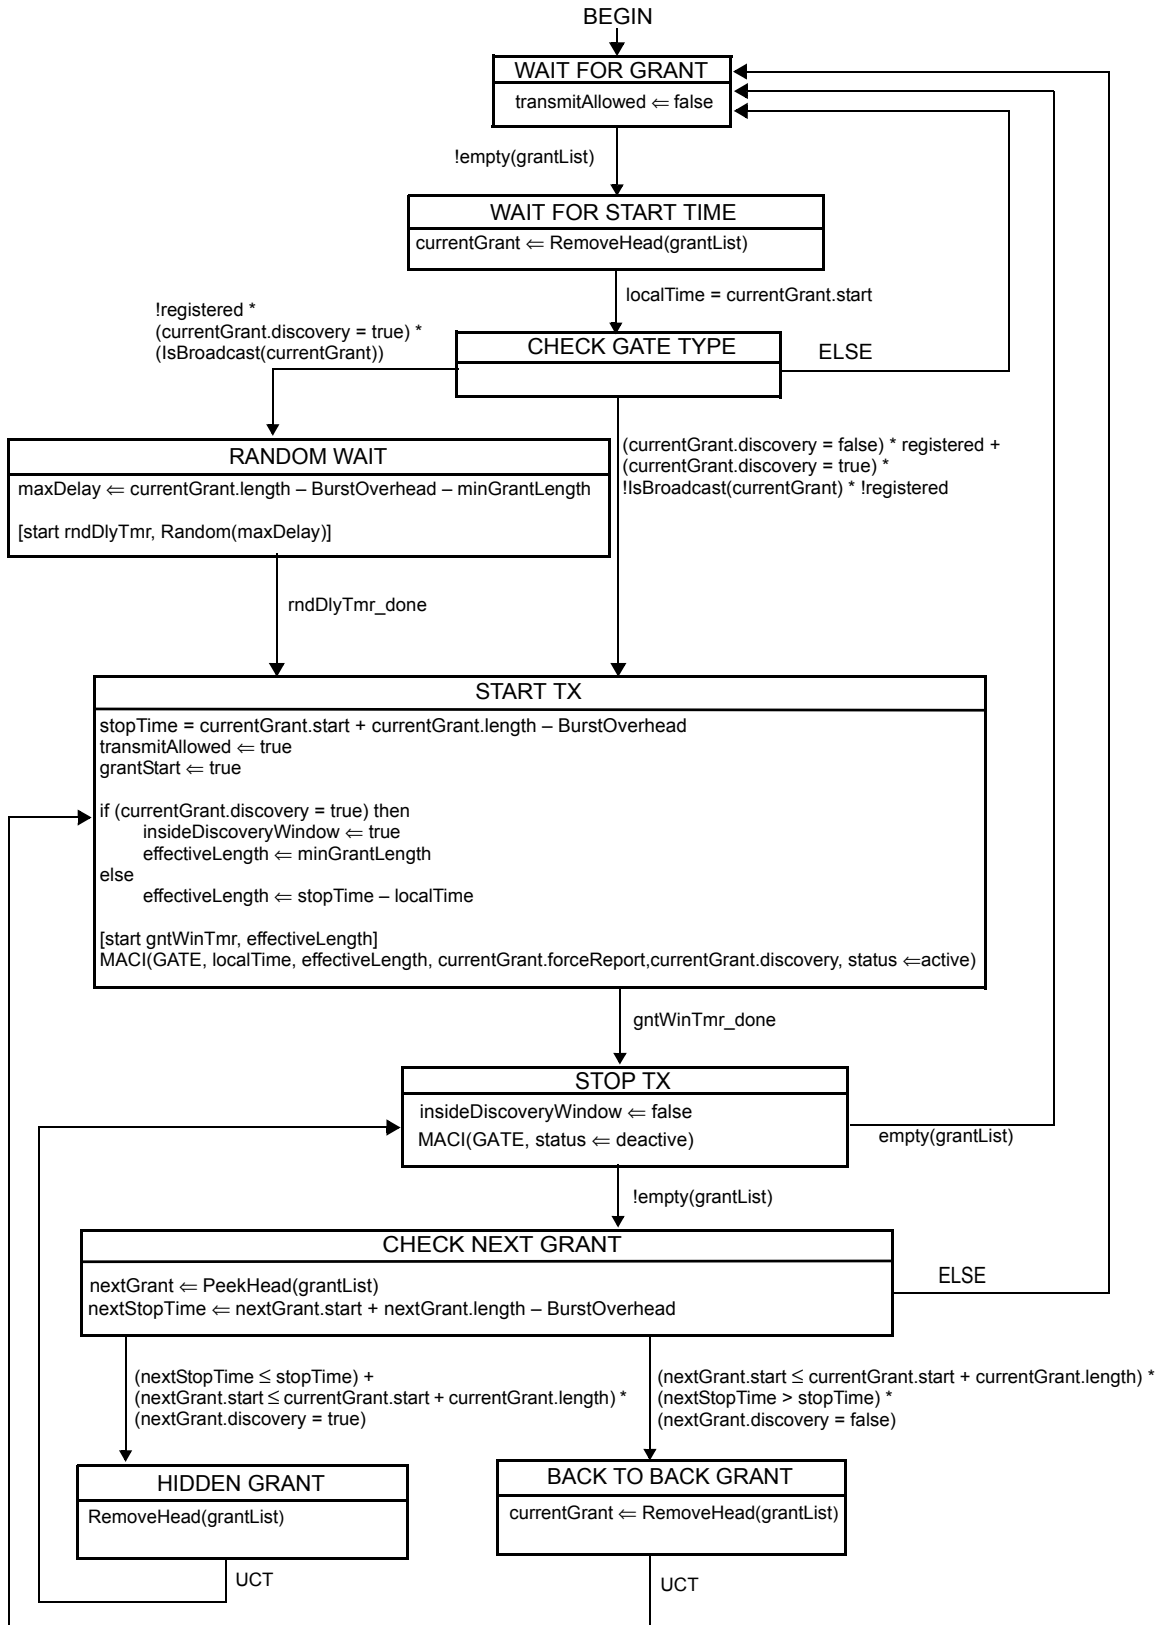 BEGIN
WAIT FOR GRANT
transmitAllowed ⇐ false
!empty(grantList)
WAIT FOR START TIME
currentGrant ⇐ RemoveHead(grantList)
localTime = currentGrant.start
!registered *
(currentGrant.discovery = true) *
(IsBroadcast(currentGrant))
CHECK GATE TYPE
ELSE
RANDOM WAIT
maxDelay ⇐ currentGrant.length – BurstOverhead – minGrantLength
[start rndDlyTmr, Random(maxDelay)]
(currentGrant.discovery = false) * registered +
(currentGrant.discovery = true) *
!IsBroadcast(currentGrant) * !registered
rndDlyTmr_done
START TX
stopTime = currentGrant.start + currentGrant.length – BurstOverhead
transmitAllowed ⇐ true
grantStart ⇐ true
if (currentGrant.discovery = true) then
insideDiscoveryWindow ⇐ true
effectiveLength ⇐ minGrantLength
else
effectiveLength ⇐ stopTime – localTime
[start gntWinTmr, effectiveLength]
MACI(GATE, localTime, effectiveLength, currentGrant.forceReport,currentGrant.discovery, status ⇐active)
gntWinTmr_done
STOP TX
insideDiscoveryWindow ⇐ false
MACI(GATE, status ⇐ deactive)
empty(grantList)
!empty(grantList)
CHECK NEXT GRANT
nextGrant ⇐ PeekHead(grantList)
nextStopTime ⇐ nextGrant.start + nextGrant.length – BurstOverhead
ELSE
(nextStopTime ≤ stopTime) +
(nextGrant.start ≤ currentGrant.start + currentGrant.length) *
(nextGrant.discovery = true)
(nextGrant.start ≤ currentGrant.start + currentGrant.length) *
(nextStopTime > stopTime) *
(nextGrant.discovery = false)
HIDDEN GRANT
RemoveHead(grantList)
UCT
BACK TO BACK GRANT
currentGrant ⇐ RemoveHead(grantList)
UCT